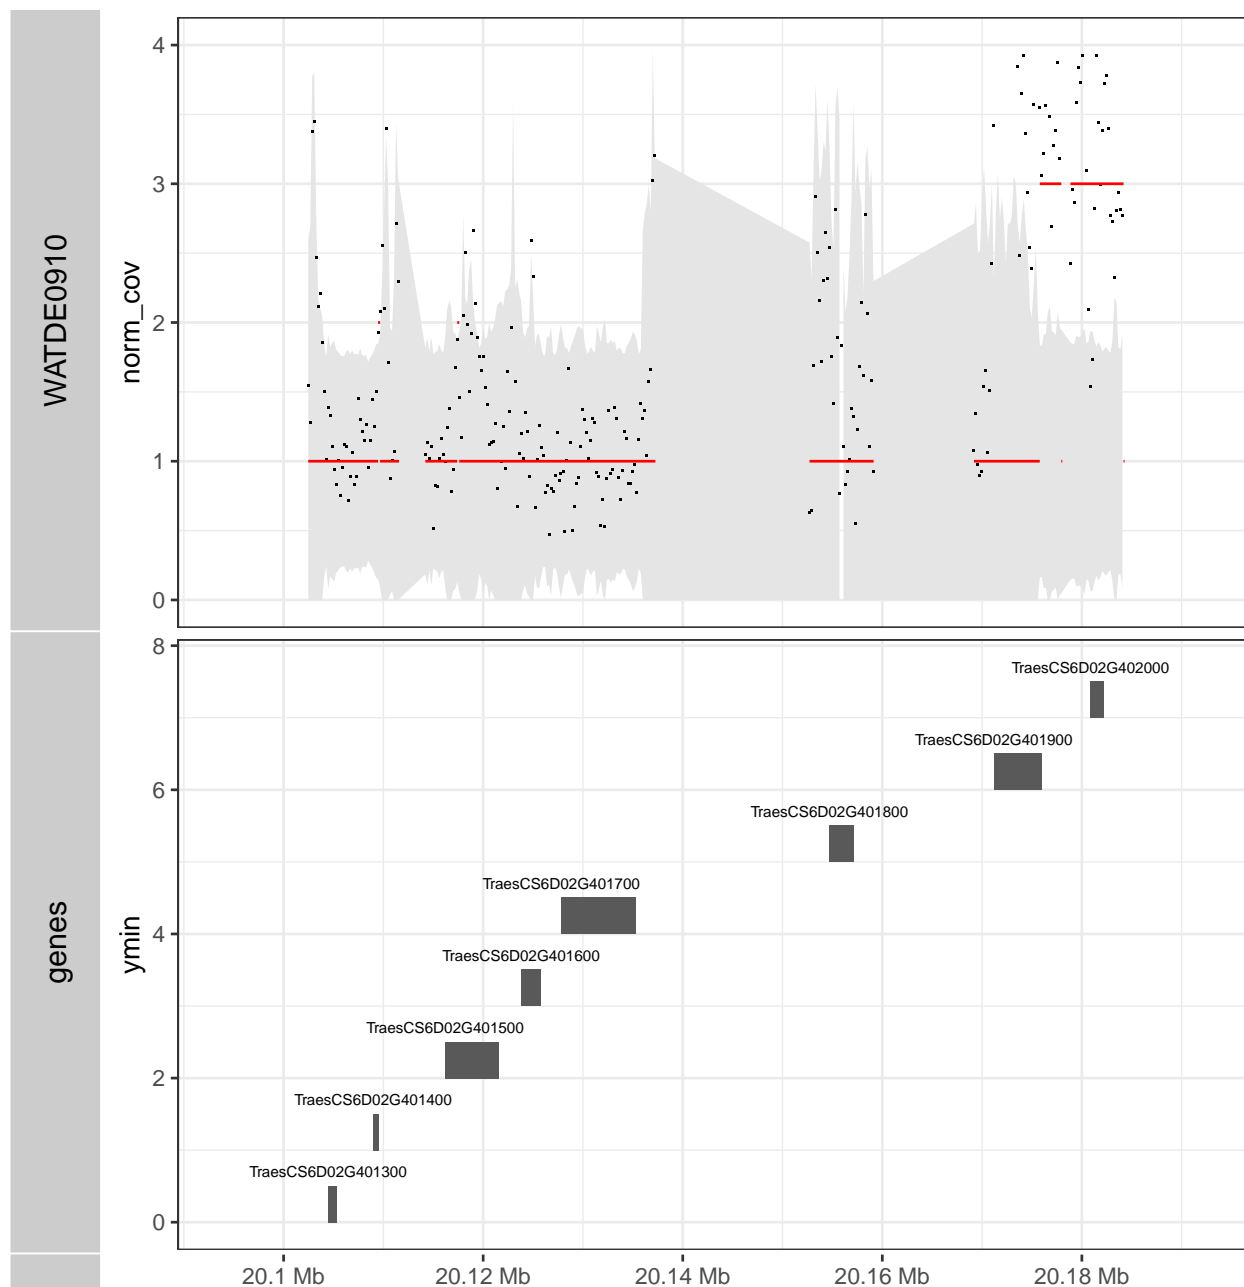 WATDE0910
norm_cov
4
3
2
1
0
genes
ymin
8
6
4
2
0
TraesCS6D02G402000
TraesCS6D02G401900
TraesCS6D02G401800
TraesCS6D02G401700
TraesCS6D02G401600
TraesCS6D02G401500
TraesCS6D02G401400
TraesCS6D02G401300
20.1 Mb 20.12 Mb 20.14 Mb 20.16 Mb 20.18 Mb